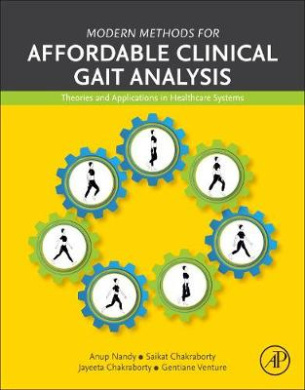 MODERN METHODS FOR
AFFORDABLE CLINICAL
GAIT ANALYSIS
Theories and Applications in Healthcare Systems
Anup Nandy ● Saikat Chakraborty
Jayeeta Chakraborty ● Gentiane Venture
AP